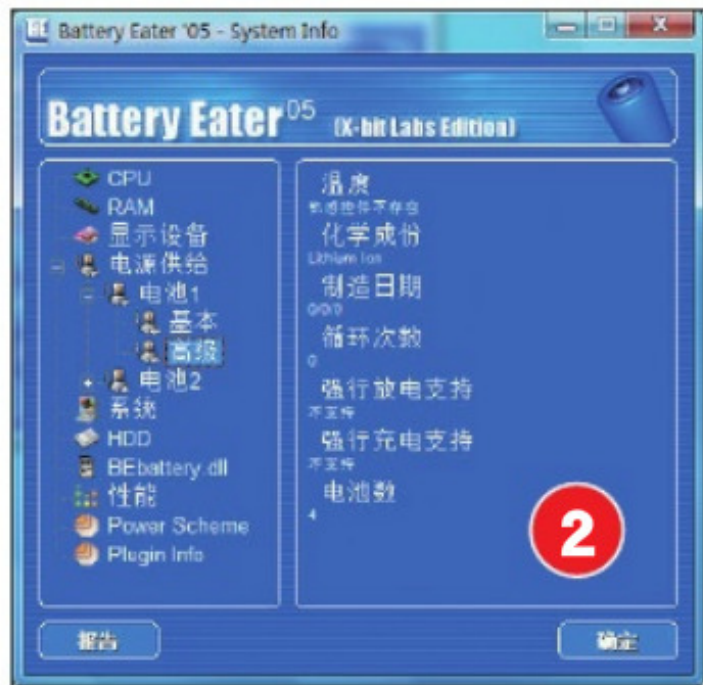 Battery Eater '05 - System Info
Battery Eater 05 (X-bit Labs Edition)
CPU
RAM
显示设备
电源供给
电池1
基本
高级
电池2
系统
HDD
BEbattery.dll
性能
Power Scheme
Plugin Info
温度
化学成份
Lithium Ion
制造日期
0/0/0
循环次数
0
强行放电支持
不支持
强行充电支持
不支持
电池数
4
2
报告
确定